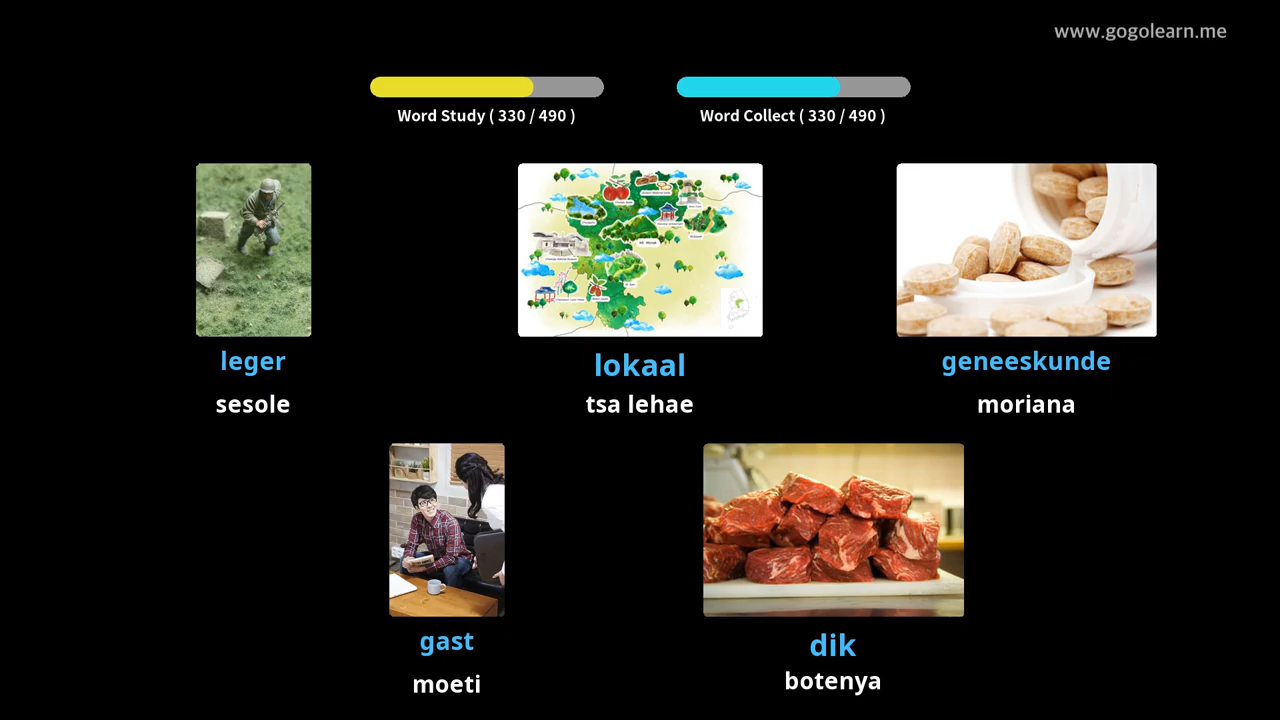 www.gogolearn.me
Word Study ( 330 / 490 )
Word Collect ( 330 / 490 )
leger
lokaal
geneeskunde
sesole
tsa lehae
moriana
gast
dik
moeti
botenya